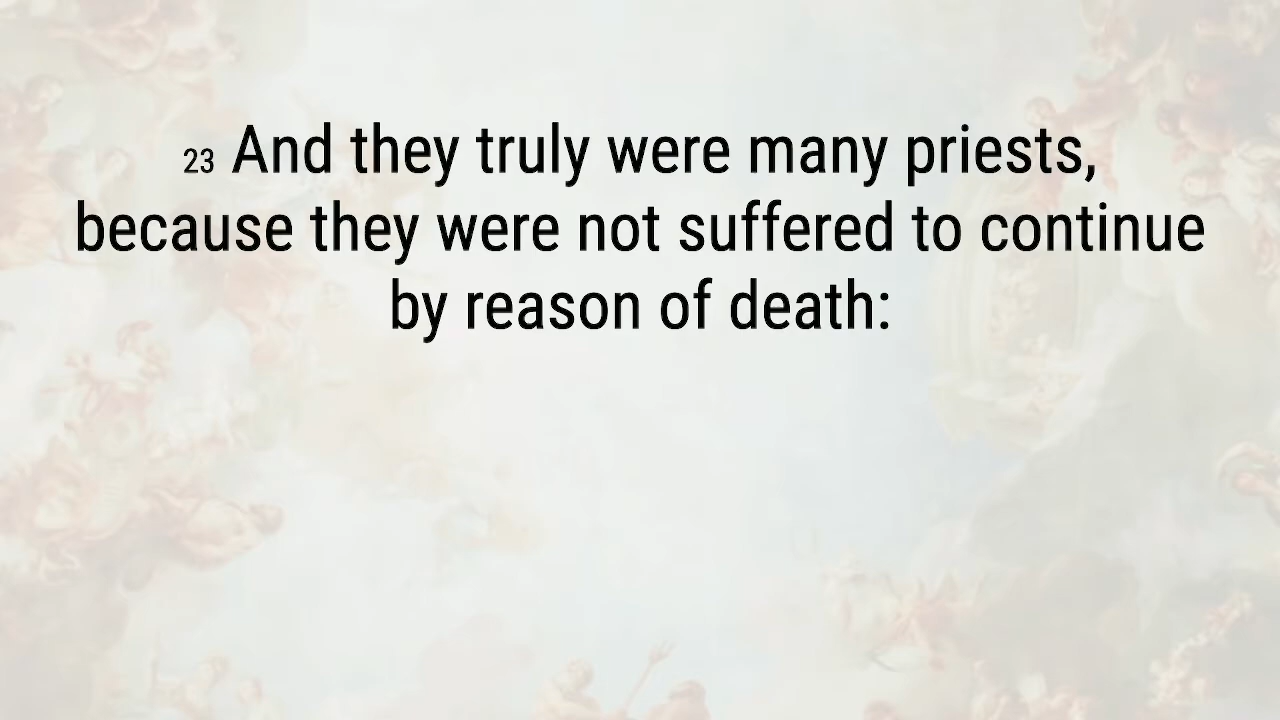 23 And they truly were many priests,
because they were not suffered to continue
by reason of death: